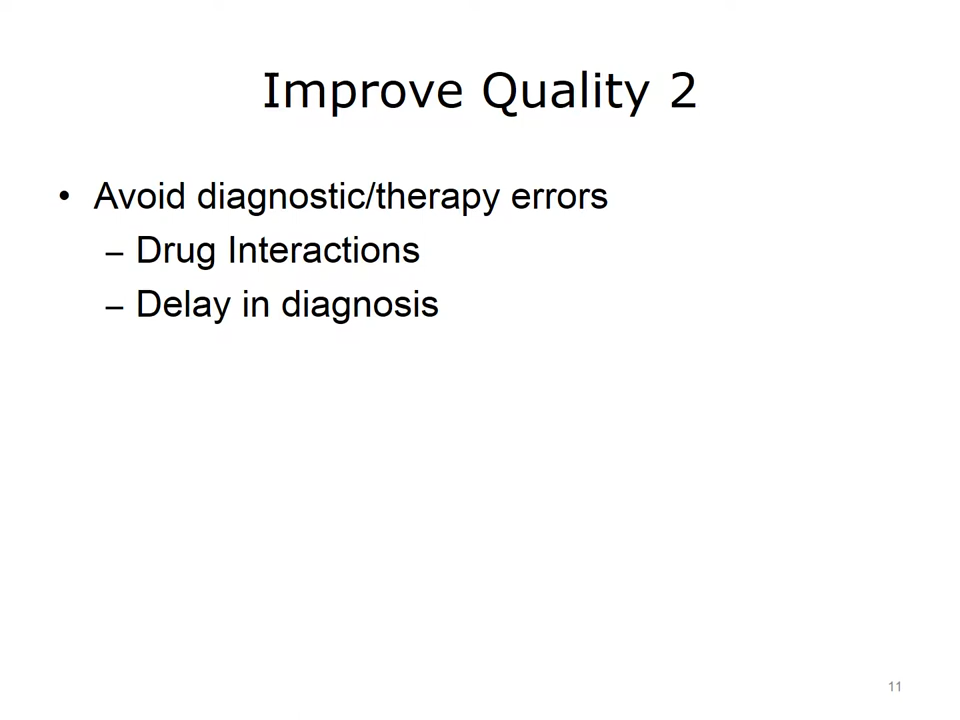 Improve Quality 2
• Avoid diagnostic/therapy errors
– Drug Interactions
– Delay in diagnosis
11